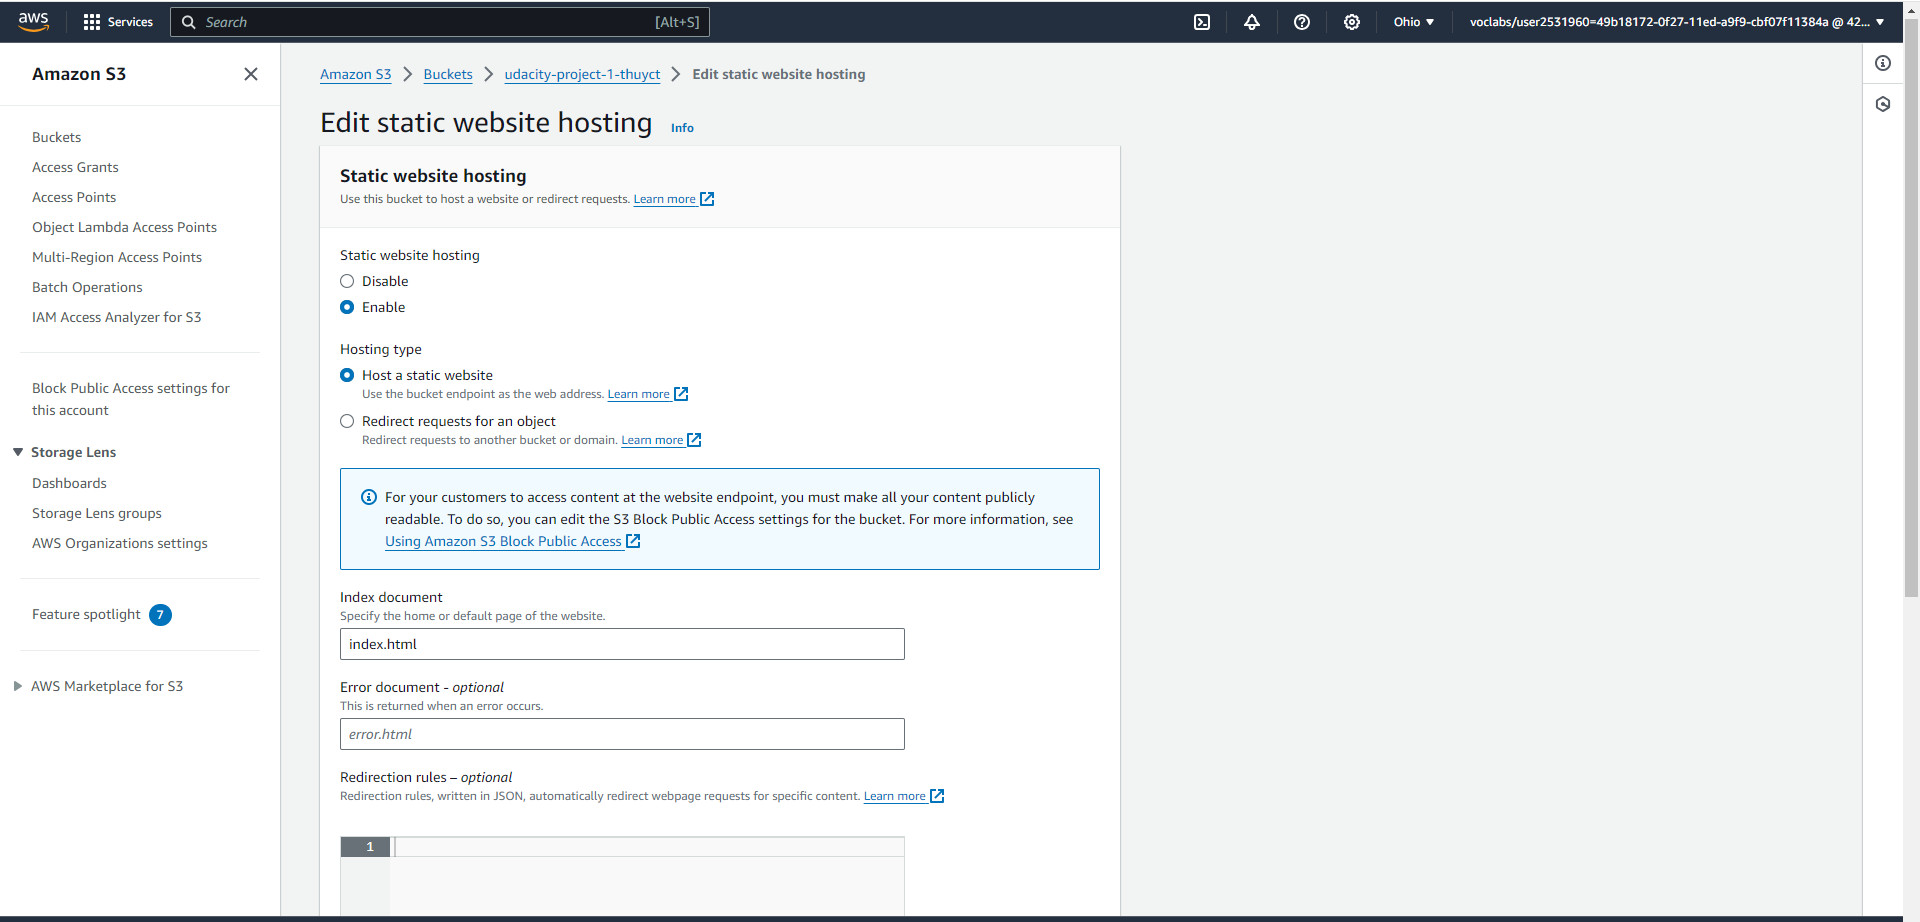 aws
Services
Search
[Alt+S]
Ohio
voclabs/user2531960=49b18172-0f27-11ed-a9f9-cbf07f11384a @ 42...
Amazon S3
Buckets
Access Grants
Access Points
Object Lambda Access Points
Multi-Region Access Points
Batch Operations
IAM Access Analyzer for S3
Block Public Access settings for
this account
Storage Lens
Dashboards
Storage Lens groups
AWS Organizations settings
Feature spotlight 7
AWS Marketplace for S3
Amazon S3 > Buckets > udacity-project-1-thuyct > Edit static website hosting
Edit static website hosting Info
Static website hosting
Use this bucket to host a website or redirect requests. Learn more
Static website hosting
Disable
Enable
Hosting type
Host a static website
Use the bucket endpoint as the web address. Learn more
Redirect requests for an object
Redirect requests to another bucket or domain. Learn more
For your customers to access content at the website endpoint, you must make all your content publicly
readable. To do so, you can edit the S3 Block Public Access settings for the bucket. For more information, see
Using Amazon S3 Block Public Access
Index document
Specify the home or default page of the website.
index.html
Error document - optional
This is returned when an error occurs.
error.html
Redirection rules – optional
Redirection rules, written in JSON, automatically redirect webpage requests for specific content. Learn more
1